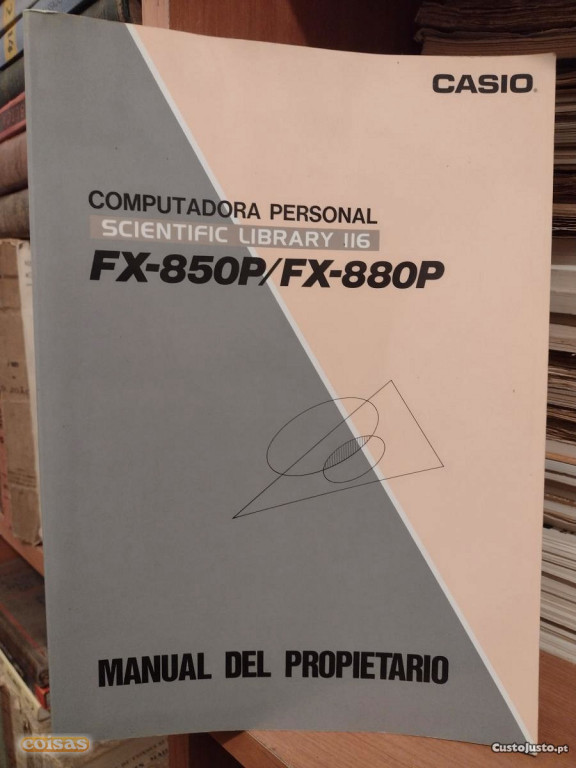 CASIO
COMPUTADORA PERSONAL
SCIENTIFIC LIBRARY 116
FX-850P/FX-880P
MANUAL DEL PROPIETARIO
coisas
CustoJusto.pt